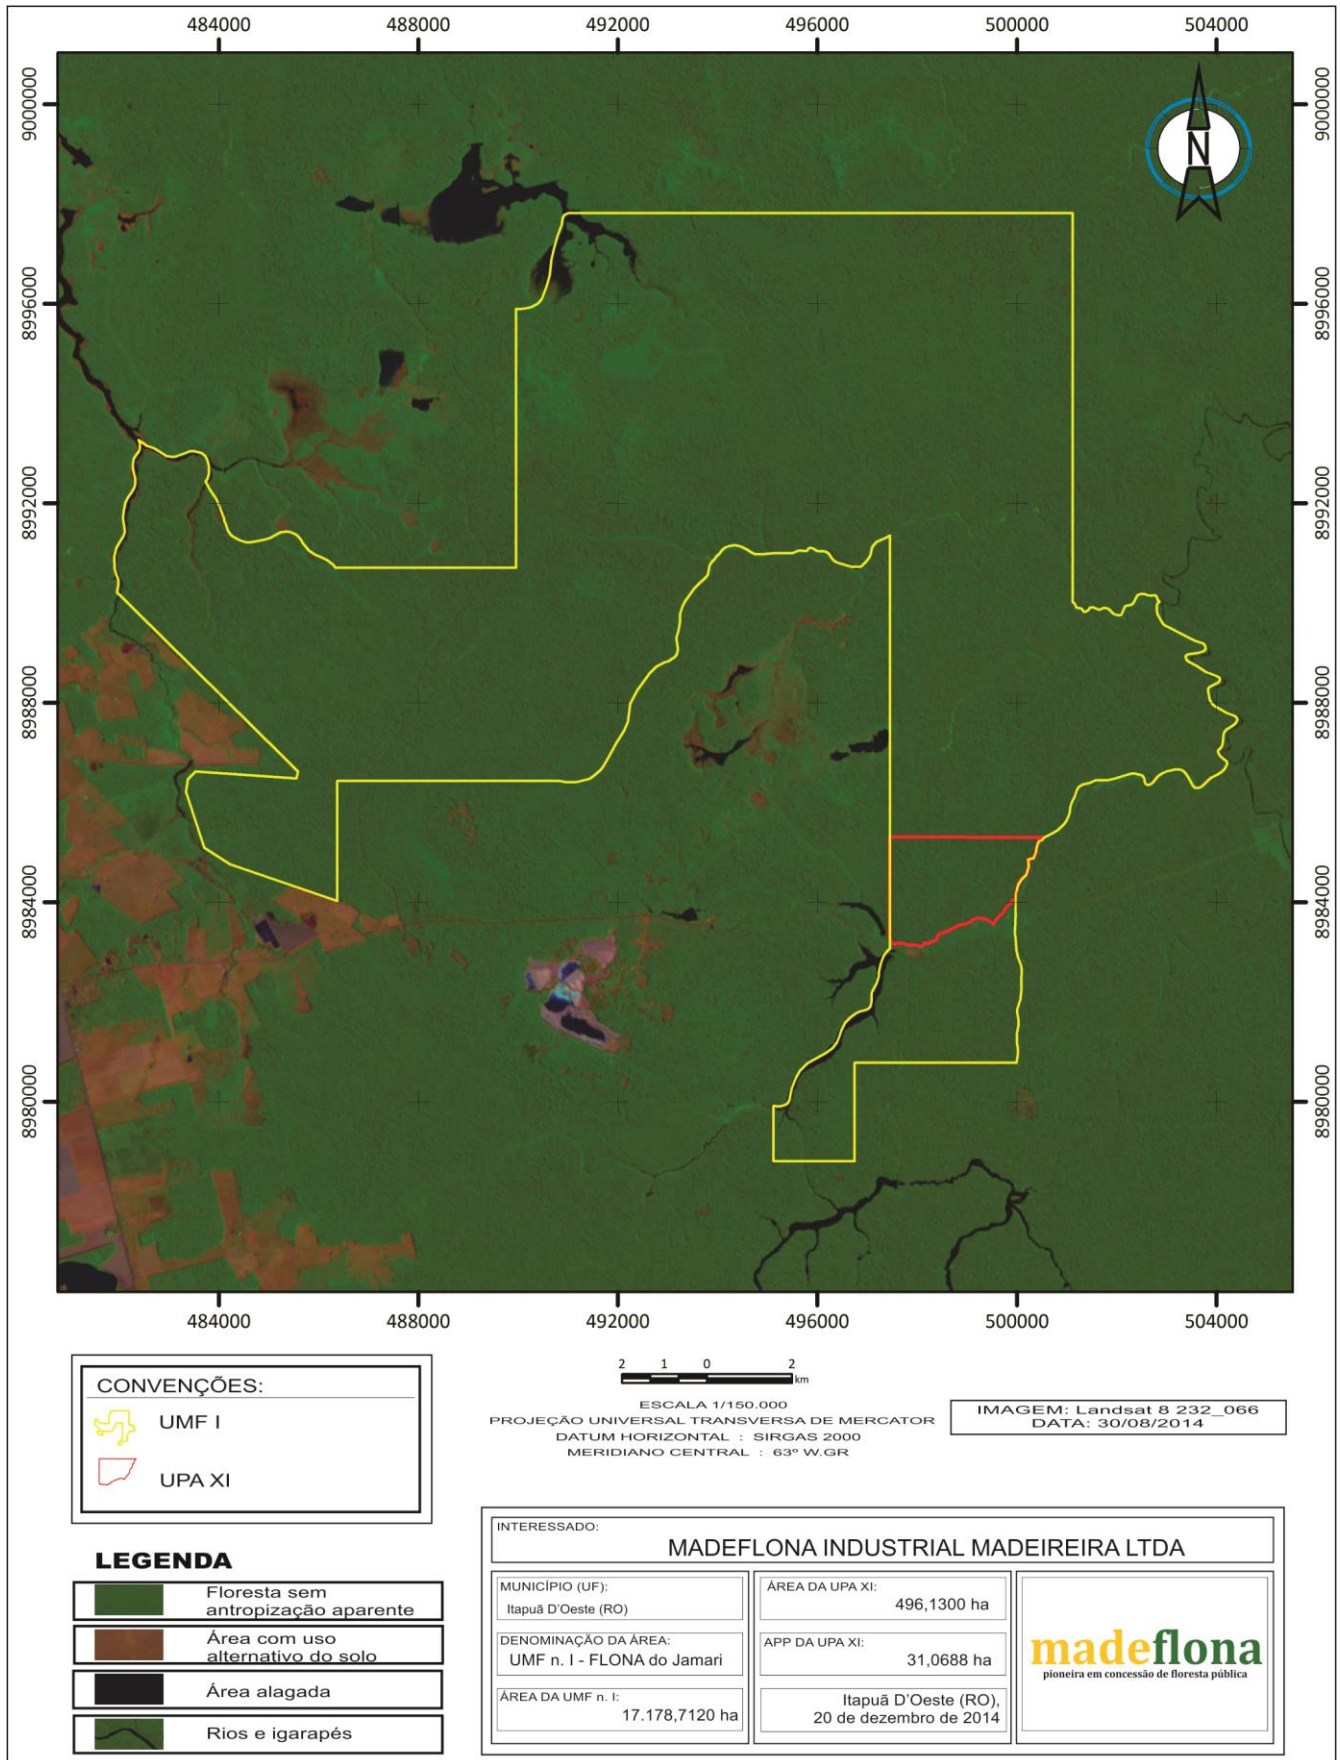 484000 488000 492000 496000 500000 504000
9000000 9000000
N
8996000 8996000
8992000 8992000
8988000 8988000
8984000 8984000
8980000 8980000
484000 488000 492000 496000 500000 504000
CONVENÇÕES:
UMF I
UPA XI
2 1 0 2
km
ESCALA 1/150.000
PROJEÇÃO UNIVERSAL TRANSVERSA DE MERCATOR
DATUM HORIZONTAL : SIRGAS 2000
MERIDIANO CENTRAL : 63º W.GR
IMAGEM: Landsat 8 232_066
DATA: 30/08/2014
LEGENDA
Floresta sem
antropização aparente
Área com uso
alternativo do solo
Área alagada
Rios e igarapés
INTERESSADO:
MADEFLONA INDUSTRIAL MADEIREIRA LTDA
MUNICÍPIO (UF):
Itapuã D'Oeste (RO)
DENOMINAÇÃO DA ÁREA:
UMF n. I - FLONA do Jamari
ÁREA DA UMF n. I:
17.178,7120 ha
ÁREA DA UPA XI:
496,1300 ha
APP DA UPA XI:
31,0688 ha
Itapuã D'Oeste (RO),
20 de dezembro de 2014
madeflona
pioneira em concessão de floresta pública